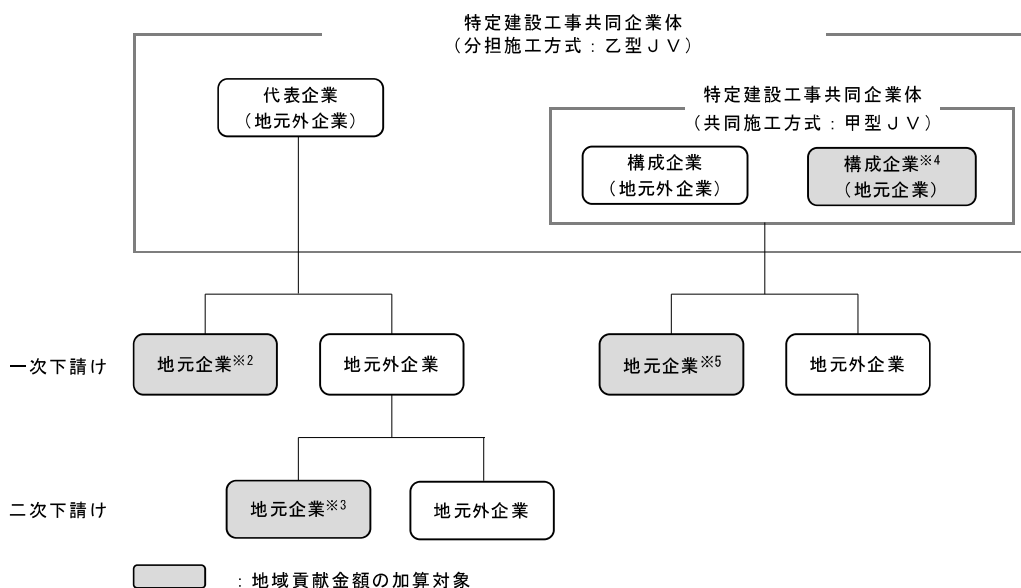 特定建設工事共同企業体
(分担施工方式:乙型JV)
代表企業
(地元外企業)
特定建設工事共同企業体
(共同施工方式:甲型JV)
構成企業
(地元外企業)
構成企業※4
(地元企業)
一次下請け
地元企業※2
地元外企業
地元企業※5
地元外企業
二次下請け
地元企業※3
地元外企業
:地域貢献金額の加算対象